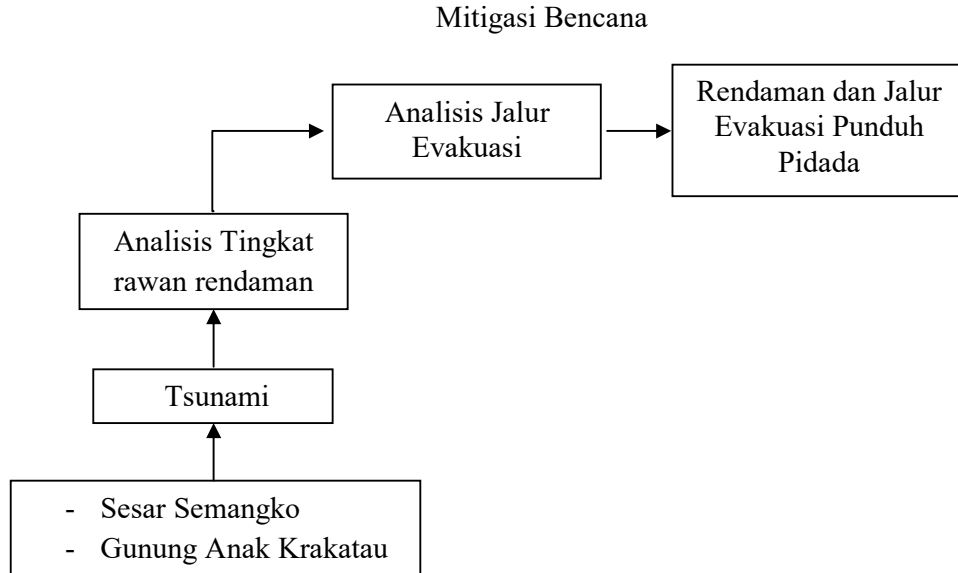 Mitigasi Bencana
Analisis Jalur
Evakuasi
Rendaman dan Jalur
Evakuasi Punduh
Pidada
Analisis Tingkat
rawan rendaman
Tsunami
- Sesar Semangko
- Gunung Anak Krakatau